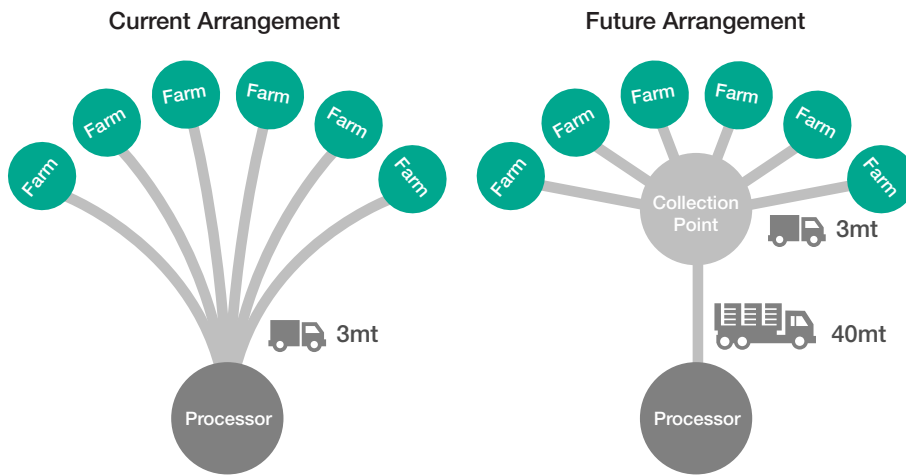 Current Arrangement
Farm
Farm
Farm
Farm
Farm
Farm
3mt
Processor
Future Arrangement
Farm
Farm
Farm
Farm
Farm
Farm
Collection
Point
3mt
40mt
Processor